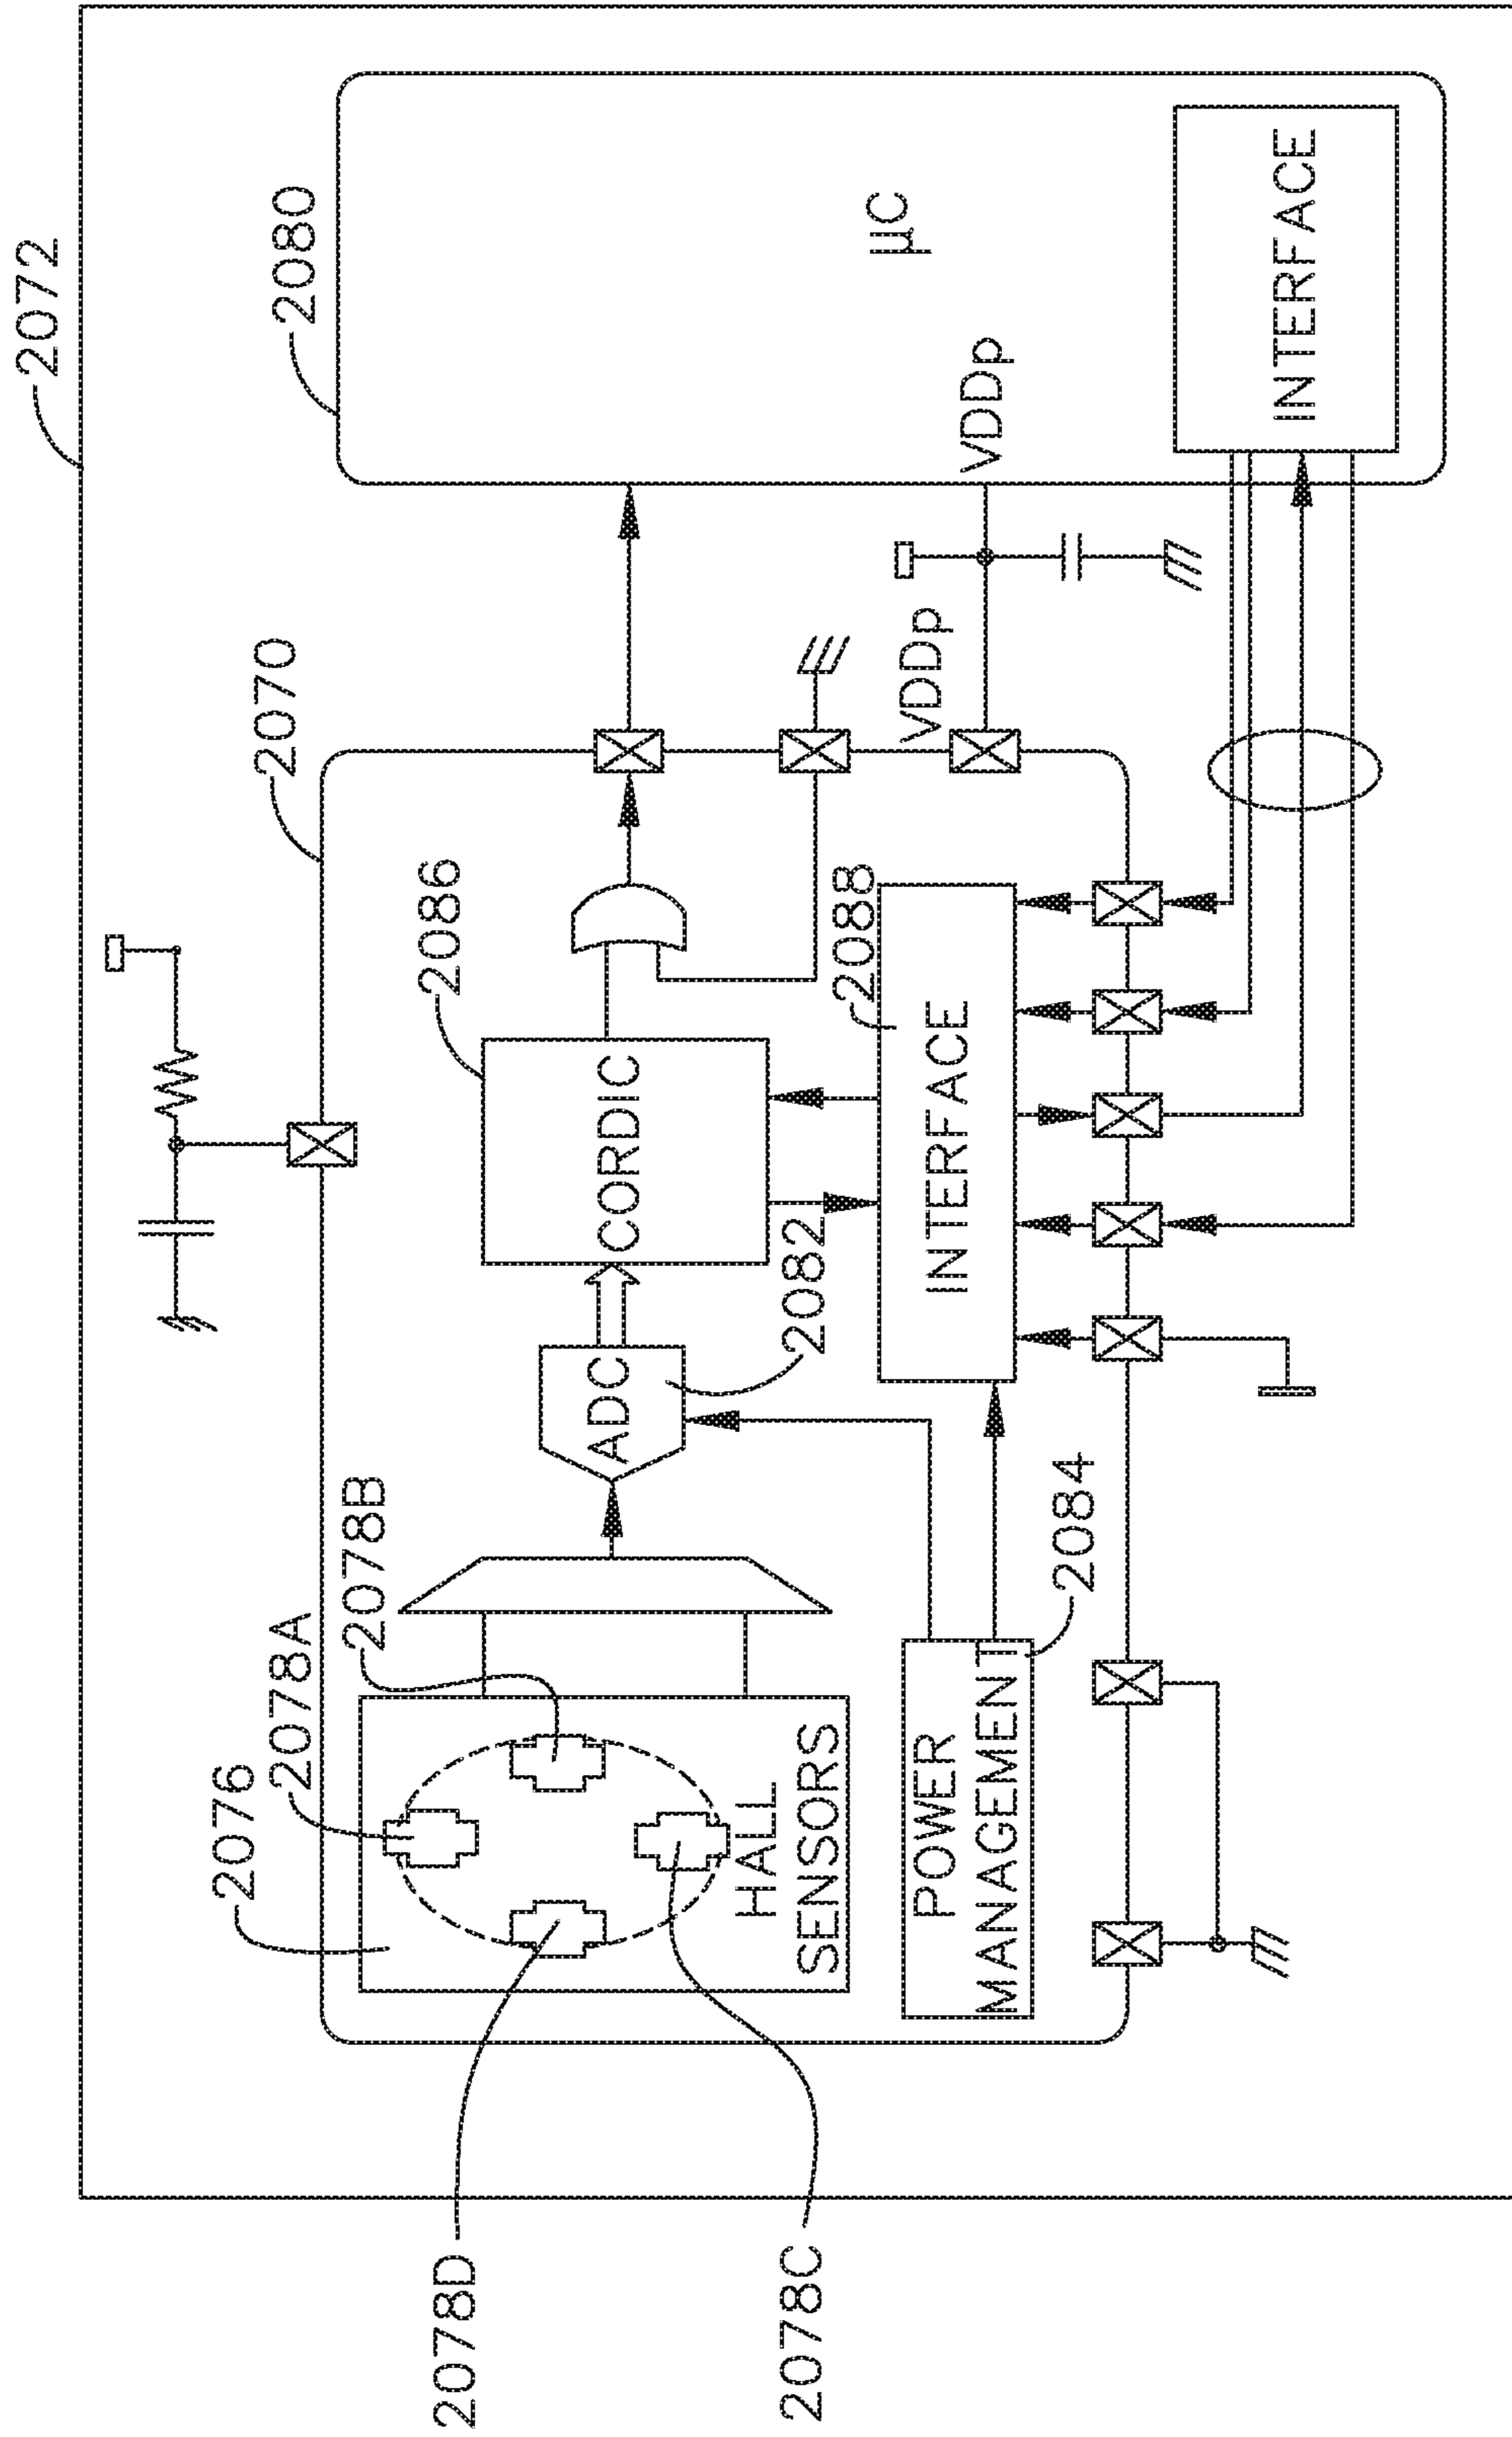 2072
2080
µC
VDDp
INTERFACE
2070
VDDp
2086
CORDIC
2088
INTERFACE
ADC
2082
2078B
2078A
2076
HALL
SENSORS
POWER
MANAGEMENT
2084
2078D
2078C